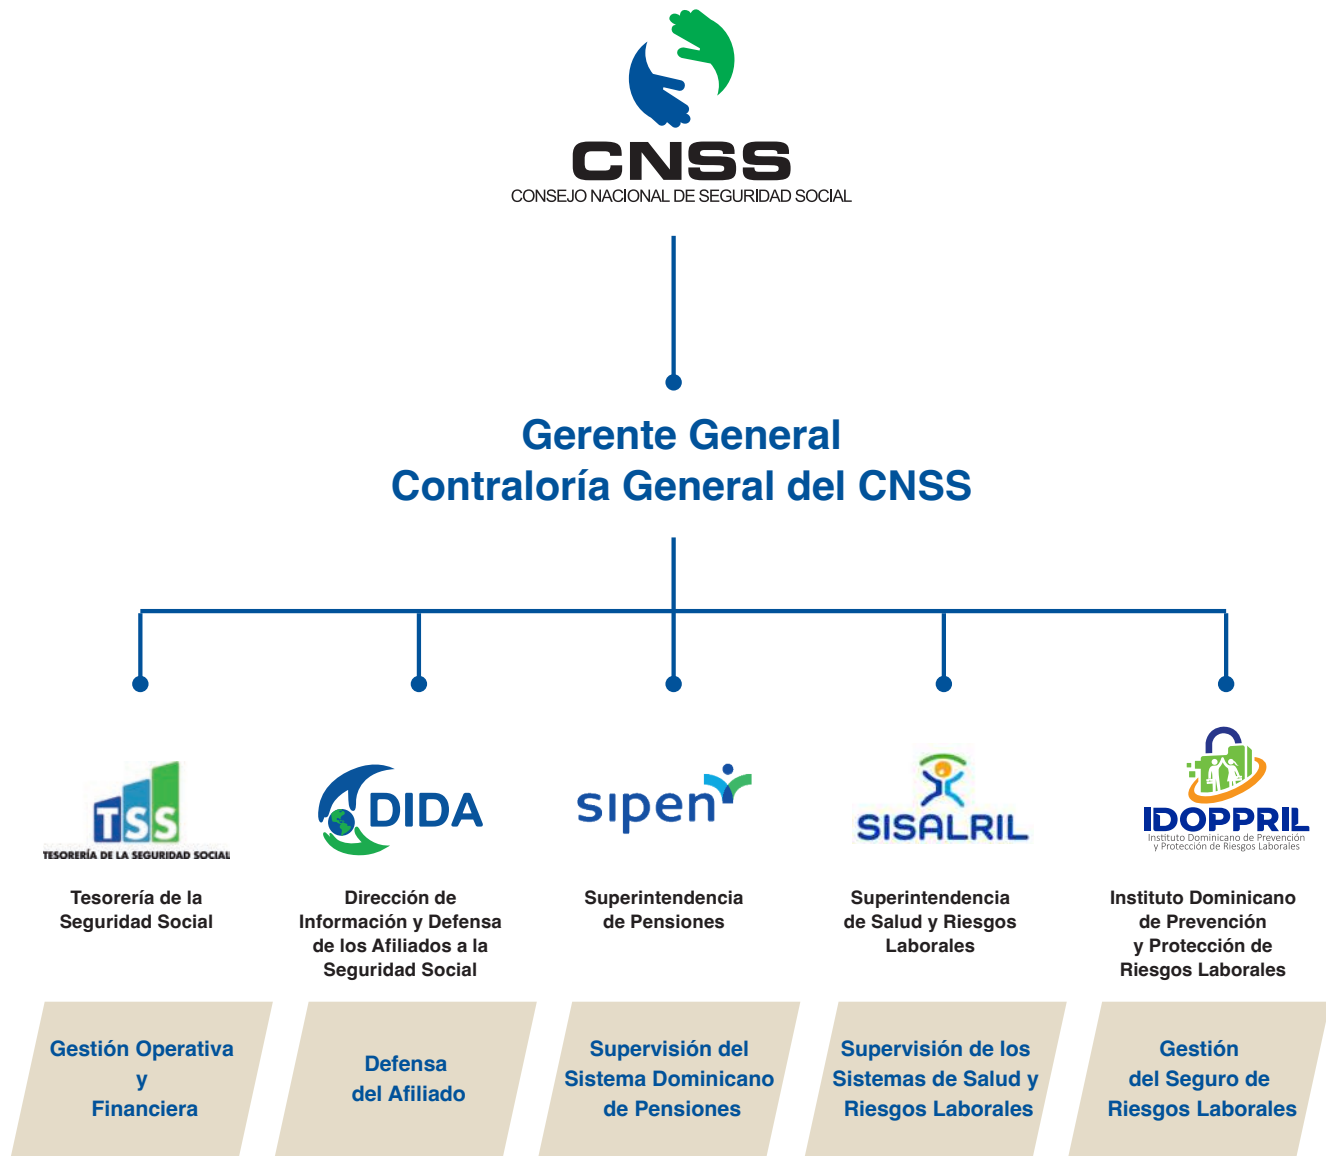 CNSS
CONSEJO NACIONAL DE SEGURIDAD SOCIAL
Gerente General
Contraloría General del CNSS
TSS
TESORERÍA DE LA SEGURIDAD SOCIAL
DIDA
sipen
SISALRIL
IDOPPRIL
Instituto Dominicano de Prevención
y Protección de Riesgos Laborales
Tesorería de la
Seguridad Social
Dirección de
Información y Defensa
de los Afiliados a la
Seguridad Social
Superintendencia
de Pensiones
Superintendencia
de Salud y Riesgos
Laborales
Instituto Dominicano
de Prevención
y Protección de
Riesgos Laborales
Gestión Operativa
y
Financiera
Defensa
del Afiliado
Supervisión del
Sistema Dominicano
de Pensiones
Supervisión de los
Sistemas de Salud y
Riesgos Laborales
Gestión
del Seguro de
Riesgos Laborales